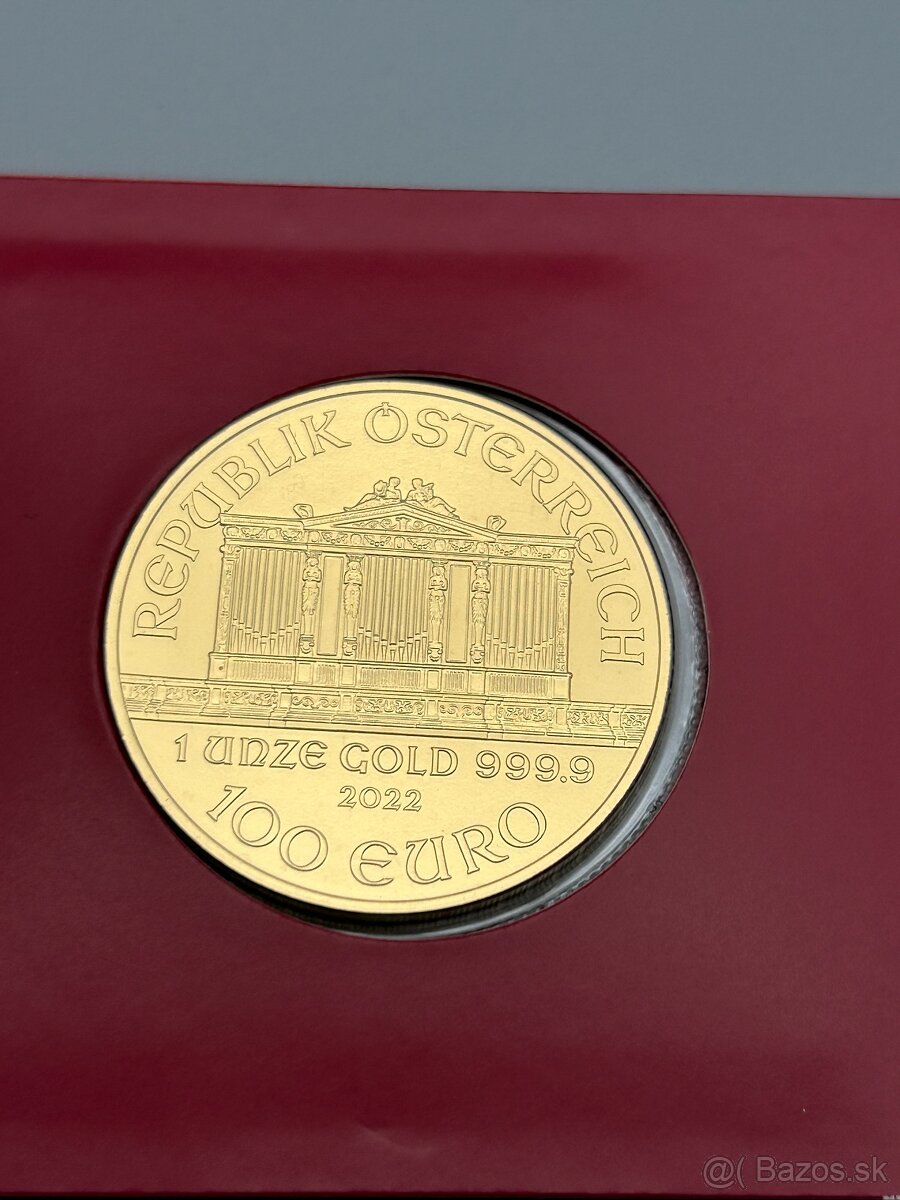 REPUBLIK ÖSTERREICH
1 UNZE GOLD 999.9
2022
100 EURO
@( Bazos.sk